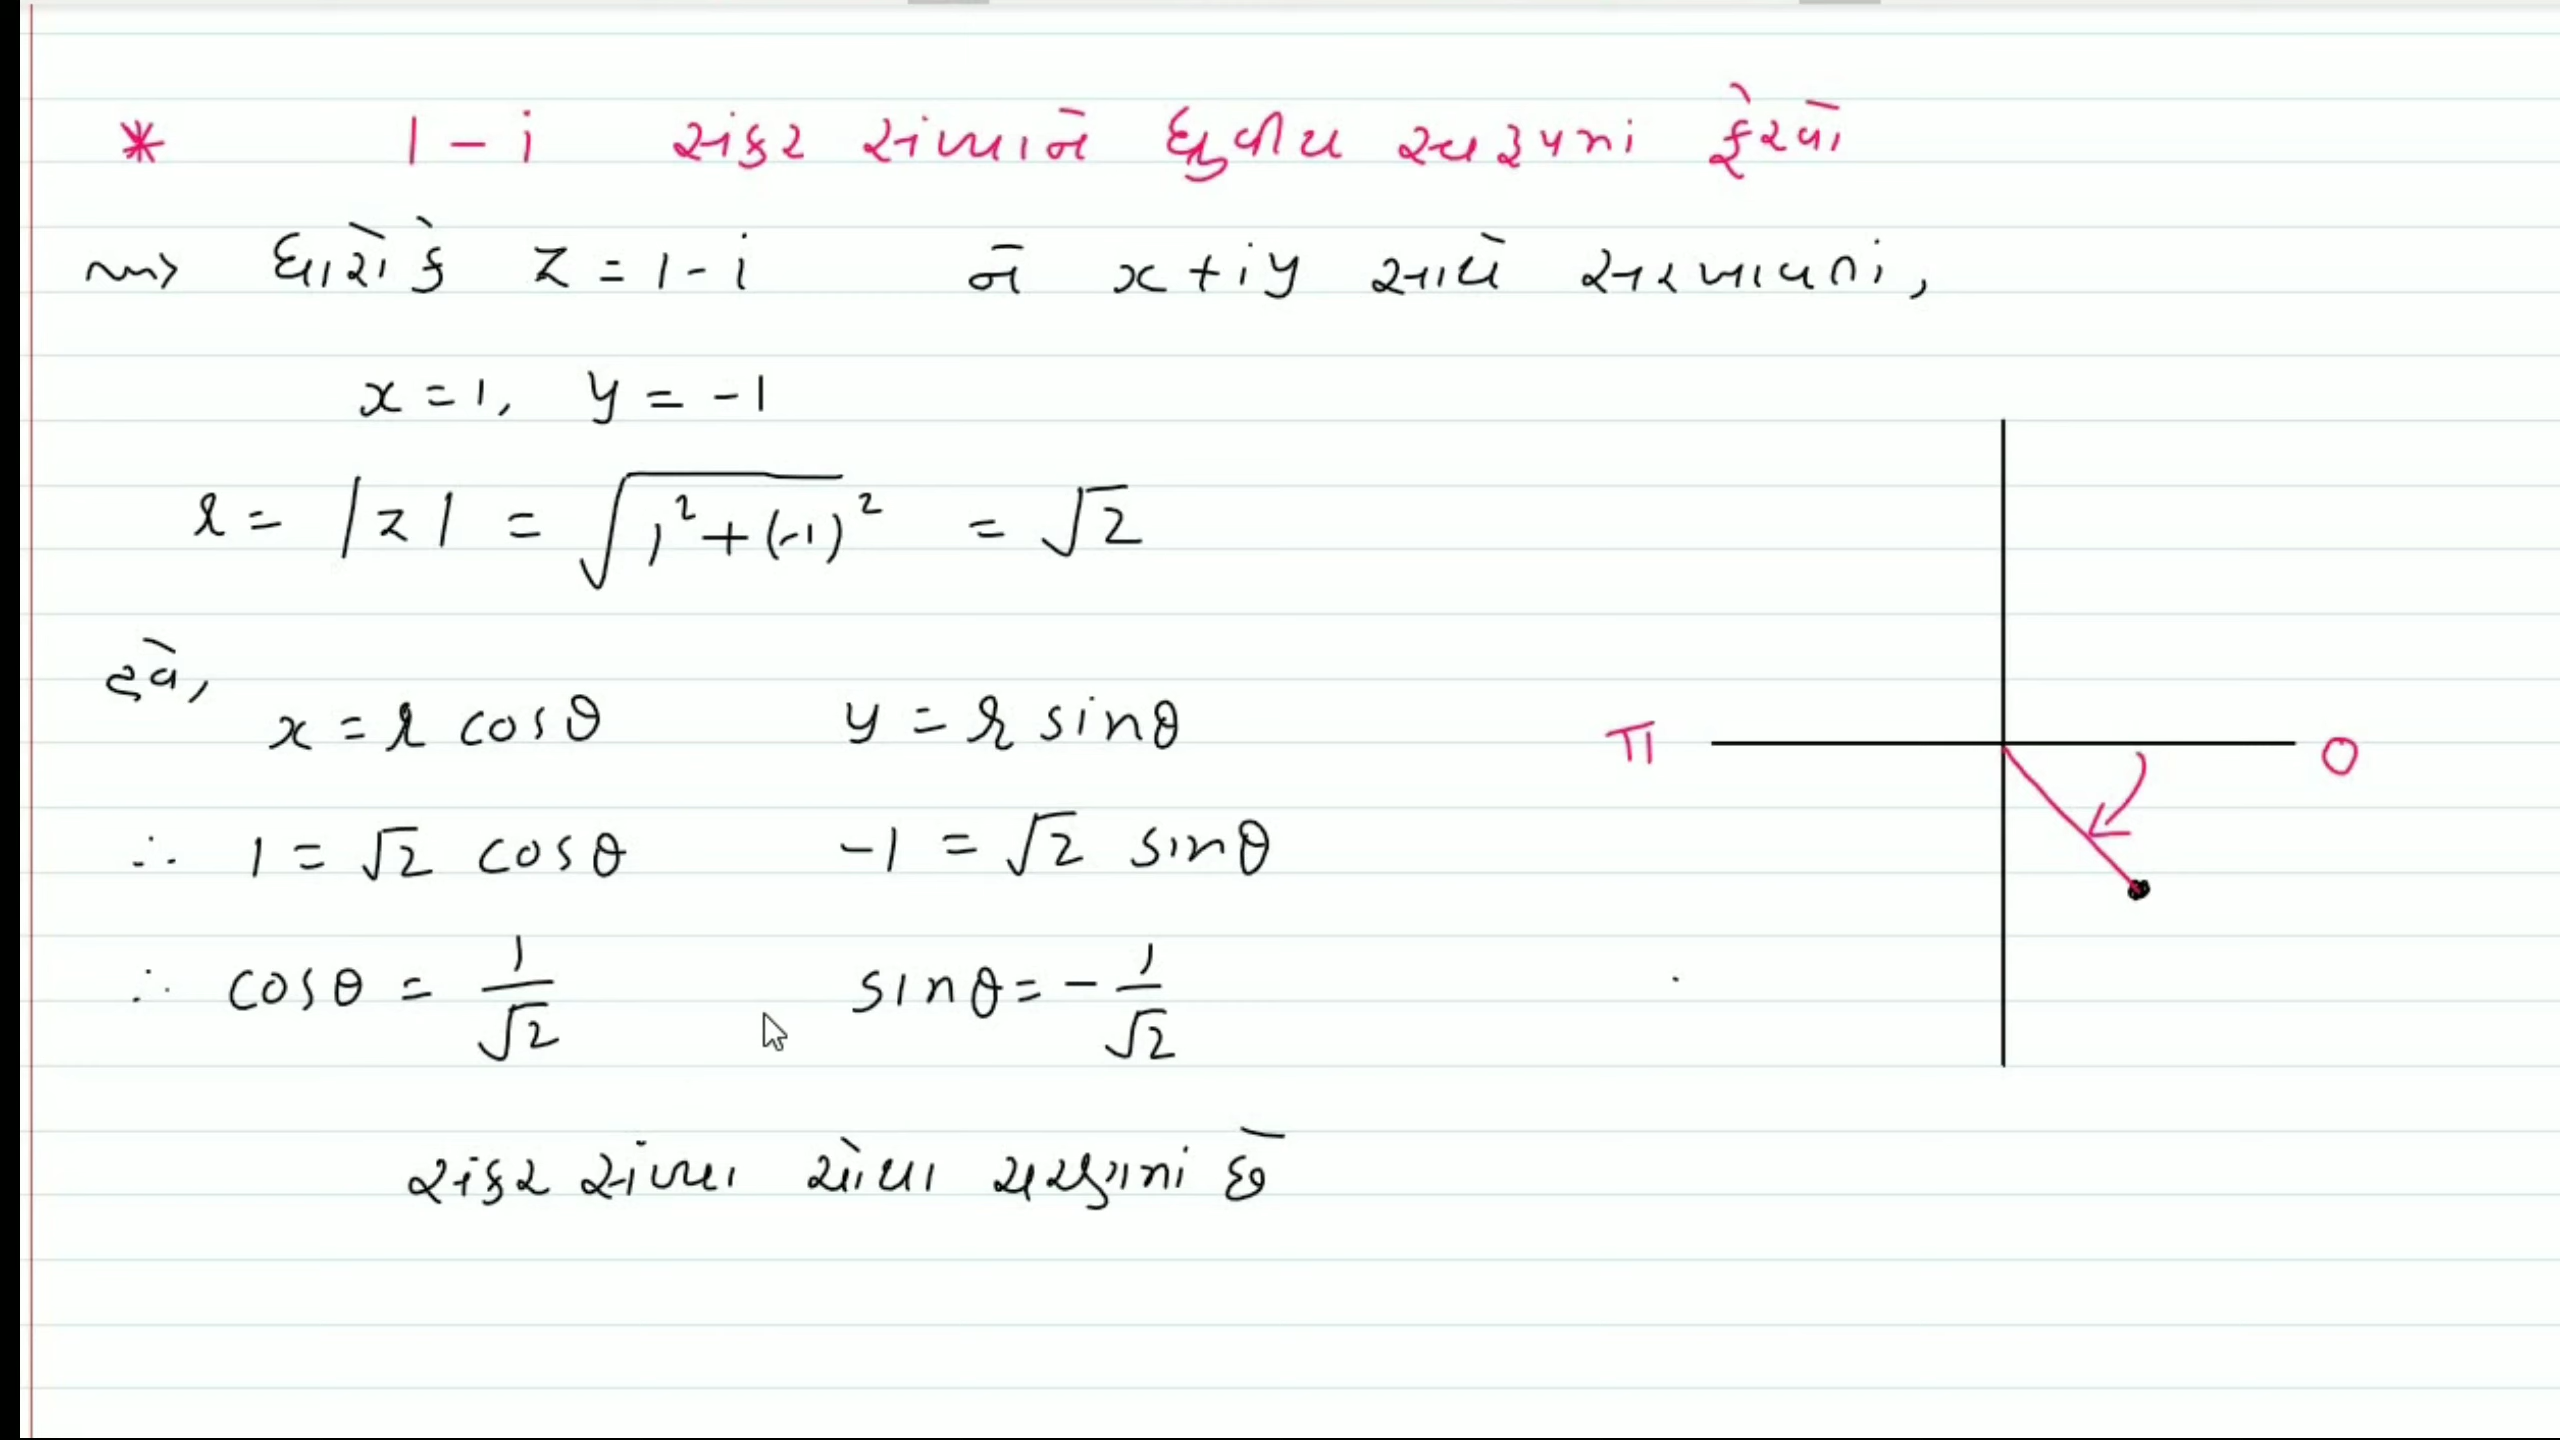 * 1 - i સંકર સંખ્યાને ધ્રુવીય સ્વરૂપમાં ફેરવો
⇝ ધારો કે z = 1 - i ને x + iy સાથે સરખાવતાં,
x = 1, y = -1
r = |z| = √(1² + (-1)²) = √2
હવે,
x = r cosθ y = r sinθ
∴ 1 = √2 cosθ -1 = √2 sinθ
∴ cosθ = 1/√2 sinθ = - 1/√2
π 0
સંકર સંખ્યા ચોથા ચરણમાં છે